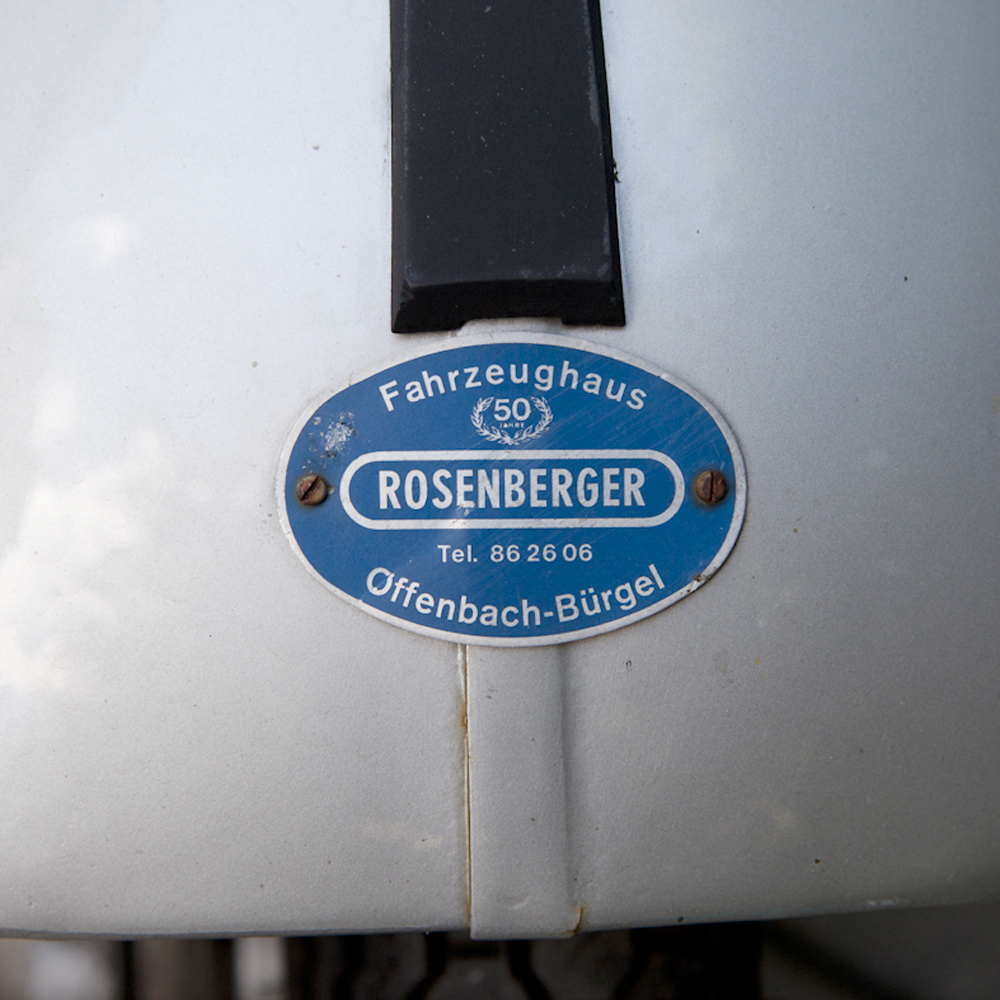 Fahrzeughaus
50
JAHRE
ROSENBERGER
Tel. 86 26 06
Offenbach-Bürgel